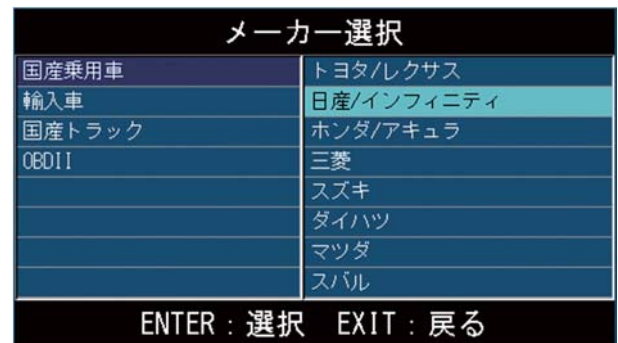 メーカー選択
国産乗用車
輸入車
国産トラック
OBDII
トヨタ/レクサス
日産/インフィニティ
ホンダ/アキュラ
三菱
スズキ
ダイハツ
マツダ
スバル
ENTER：選択 EXIT：戻る